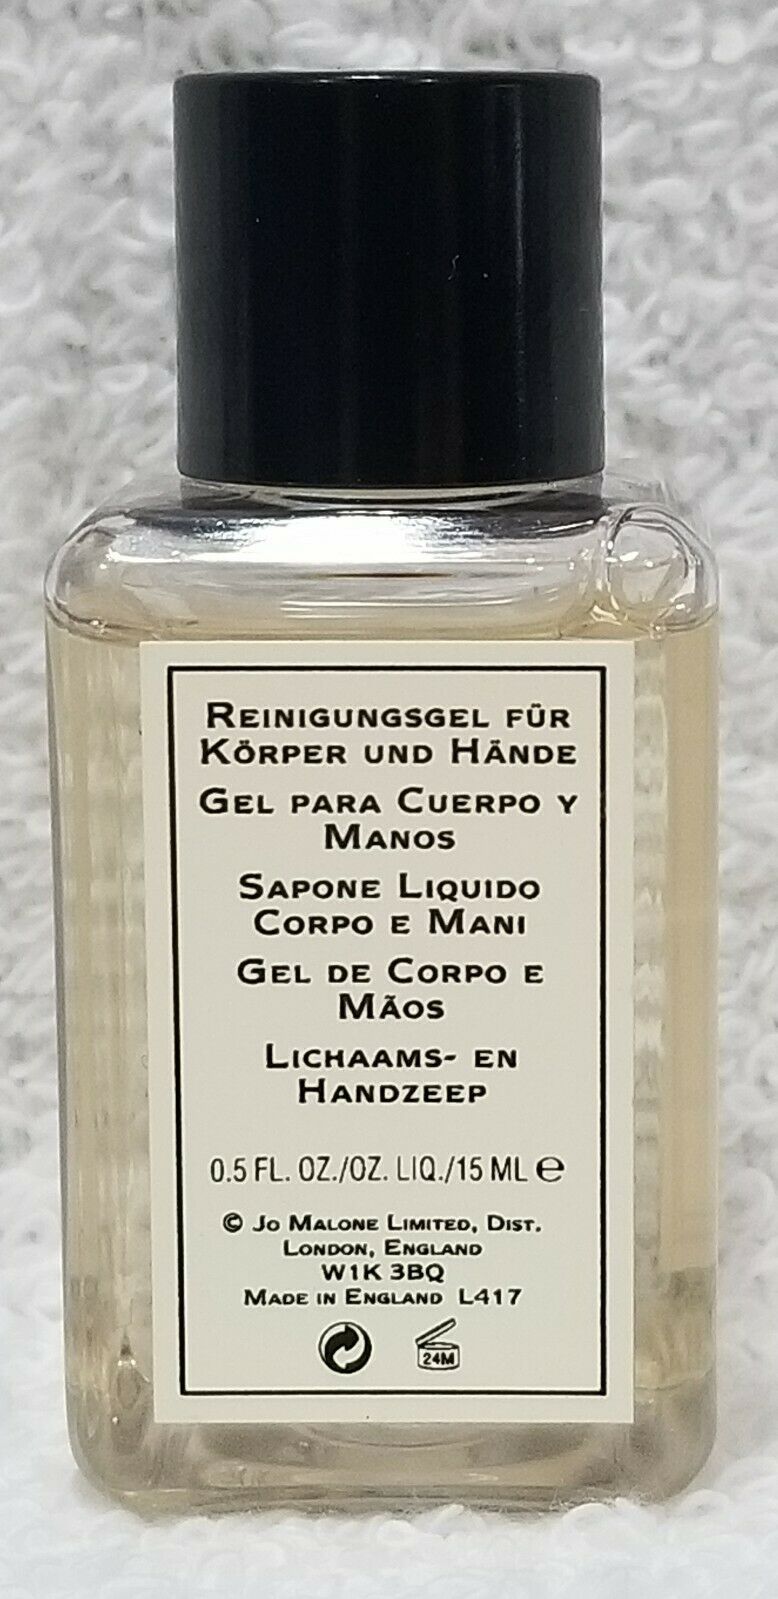 REINIGUNGSGEL FÜR
KÖRPER UND HÄNDE
GEL PARA CUERPO Y
MANOS
SAPONE LIQUIDO
CORPO E MANI
GEL DE CORPO E
MÃOS
LICHAAMS- EN
HANDZEEP
0.5 FL. OZ./OZ. LIQ./15 ML ℮
© JO MALONE LIMITED, DIST.
LONDON, ENGLAND
W1K 3BQ
MADE IN ENGLAND L417
24M